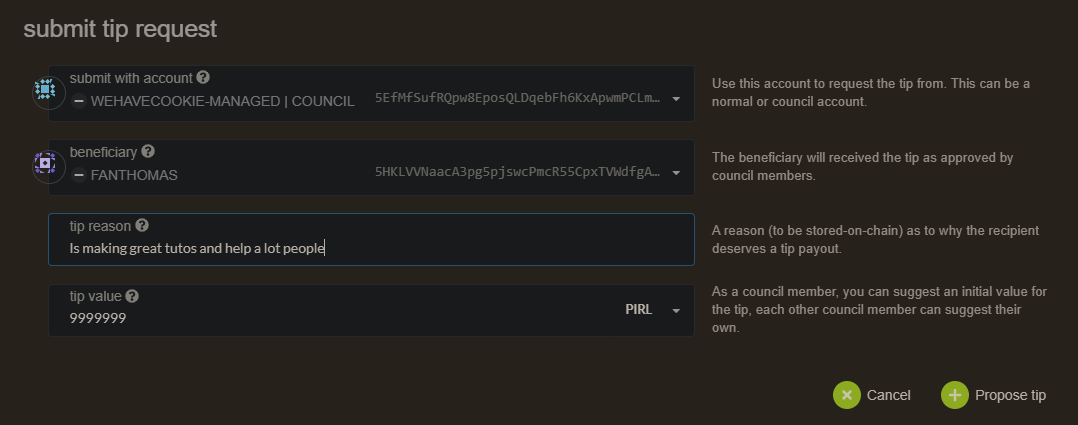 submit tip request
submit with account
WEHAVECOOKIE-MANAGED | COUNCIL
5EfMfSufRQpw8EposQLDqebFh6KxApwmPCLm…
Use this account to request the tip from. This can be a
normal or council account.
beneficiary
FANTHOMAS
5HKLVVNaacA3pg5pjswcPmcR55CpxTVWdfgA…
The beneficiary will received the tip as approved by
council members.
tip reason
Is making great tutos and help a lot people
A reason (to be stored-on-chain) as to why the recipient
deserves a tip payout.
tip value
9999999
PIRL
As a council member, you can suggest an initial value for
the tip, each other council member can suggest their
own.
Cancel
Propose tip